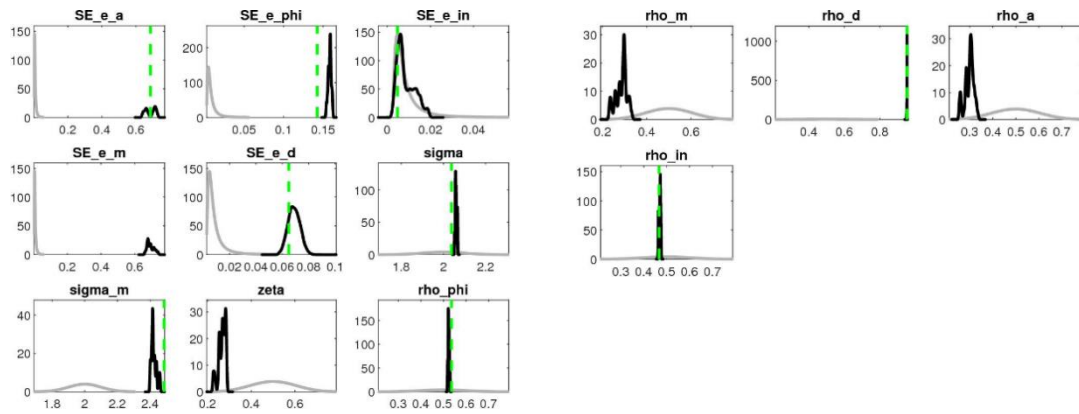 SE_e_a SE_e_phi SE_e_in rho_m rho_d rho_a
150 150 30 1000 30
100 200 100 20 20
50 100 50 10 500 10
0 0 0 0 0 0
0.2 0.4 0.6 0.05 0.1 0.15 0 0.02 0.04 0.2 0.4 0.6 0.2 0.4 0.6 0.8 0.3 0.4 0.5 0.6 0.7
SE_e_m SE_e_d sigma rho_in
150 150 150
100 100 100 100
50 50 50 50
0 0 0 0
0.2 0.4 0.6 0.02 0.04 0.06 0.08 0.1 1.8 2 2.2 0.3 0.4 0.5 0.6 0.7
sigma_m zeta rho_phi
40 30 150
20 20 100
10 50
0 0 0
1.8 2 2.2 2.4 0.2 0.4 0.6 0.3 0.4 0.5 0.6 0.7